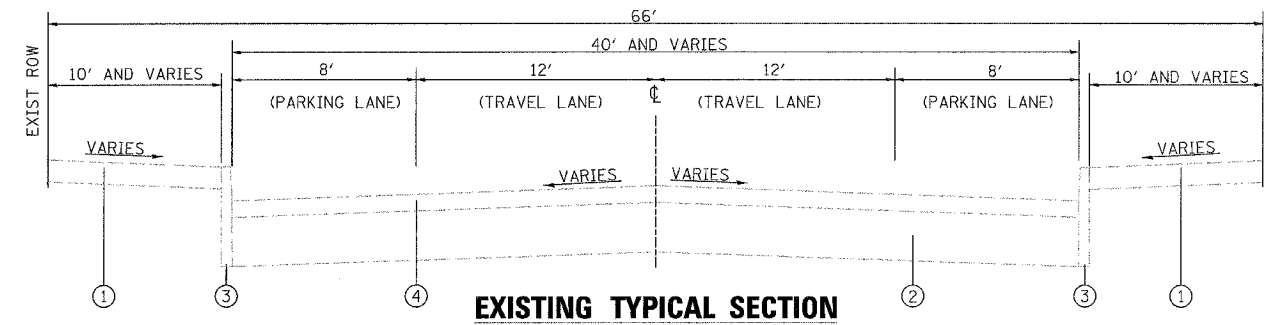 66'
40' AND VARIES
10' AND VARIES
8'
12'
12'
8'
10' AND VARIES
EXIST ROW
(PARKING LANE)
(TRAVEL LANE)
℄
(TRAVEL LANE)
(PARKING LANE)
VARIES
VARIES
VARIES
VARIES
1
3
4
2
3
1
EXISTING TYPICAL SECTION